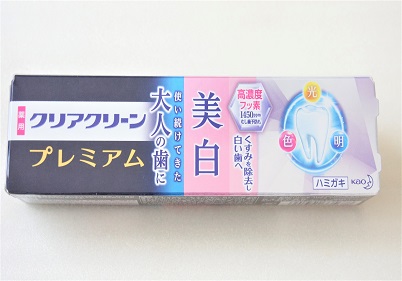 薬用
クリアクリーン
プレミアム
使い続けてきた
大人の歯に
美白
高濃度
フッ素
1450ppm
くすみを除去し
白い歯へ
光
色
明
ハミガキ
Kao